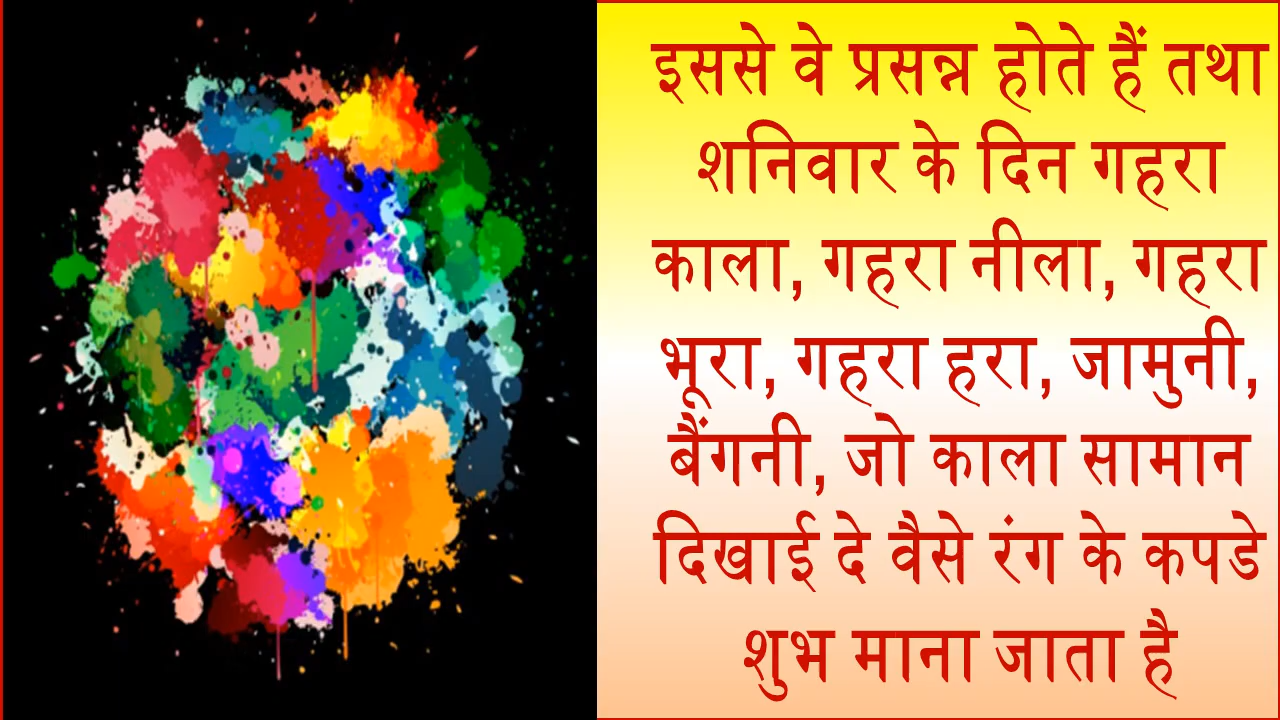 इससे वे प्रसन्न होते हैं तथा
शनिवार के दिन गहरा
काला, गहरा नीला, गहरा
भूरा, गहरा हरा, जामुनी,
बैंगनी, जो काला सामान
दिखाई दे वैसे रंग के कपडे
शुभ माना जाता है